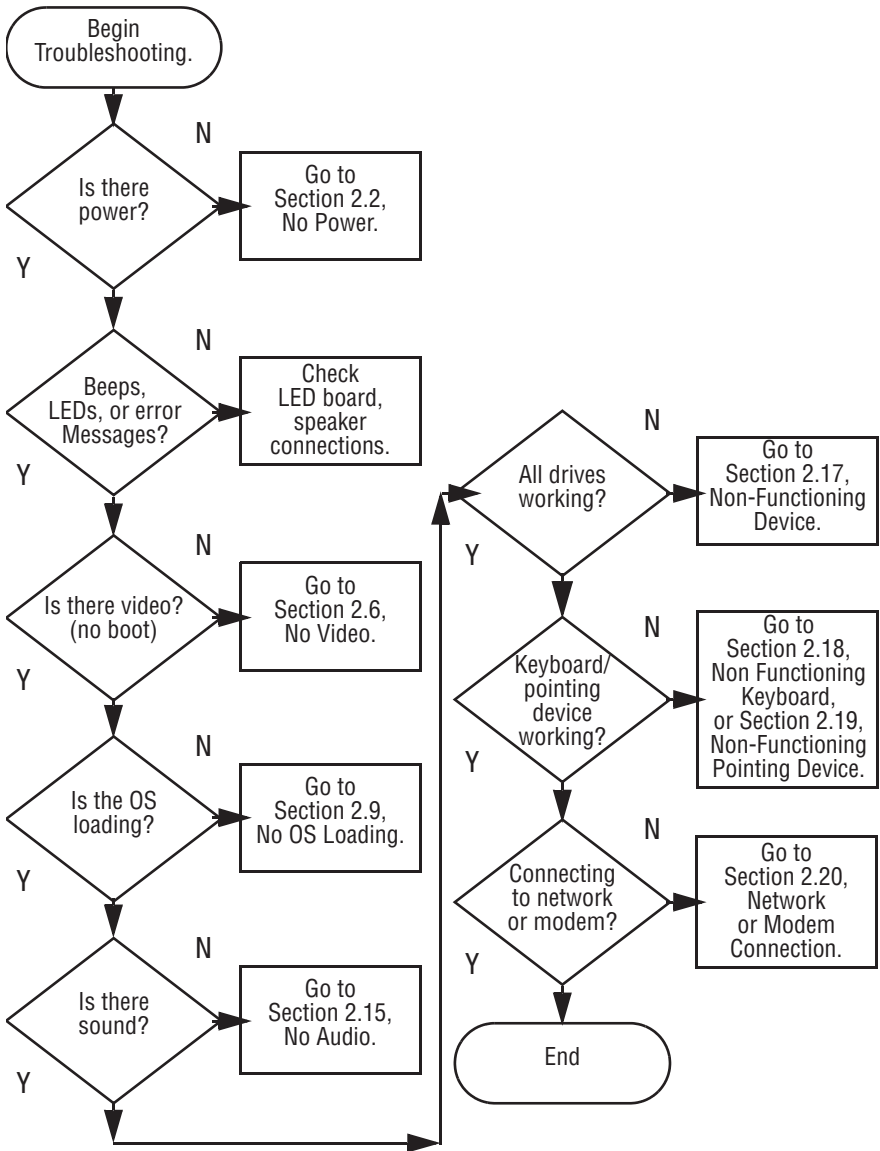 Begin
Troubleshooting.
N
Is there
power?
Go to
Section 2.2,
No Power.
Y
N
Beeps,
LEDs, or error
Messages?
Check
LED board,
speaker
connections.
Y
N
Is there video?
(no boot)
Go to
Section 2.6,
No Video.
Y
N
Is the OS
loading?
Go to
Section 2.9,
No OS Loading.
Y
N
Is there
sound?
Go to
Section 2.15,
No Audio.
Y
N
All drives
working?
Go to
Section 2.17,
Non-Functioning
Device.
Y
N
Keyboard/
pointing
device
working?
Go to
Section 2.18,
Non Functioning
Keyboard,
or Section 2.19,
Non-Functioning
Pointing Device.
Y
N
Connecting
to network
or modem?
Go to
Section 2.20,
Network
or Modem
Connection.
Y
End